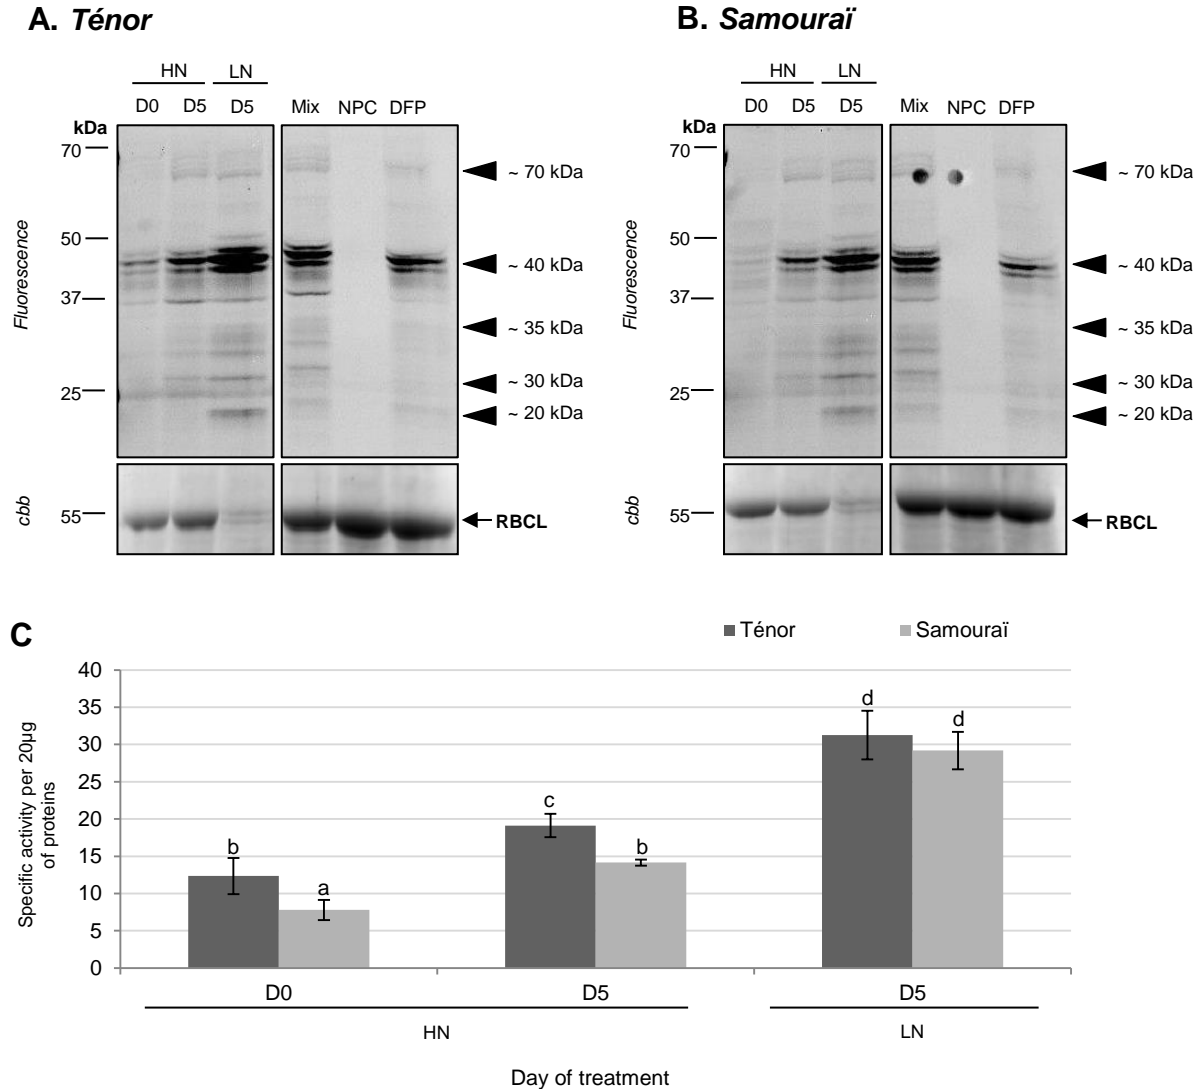 A. Ténor
B. Samouraï
HN LN
D0 D5 D5 Mix NPC DFP
kDa
70
50
37
25
Fluorescence
~ 70 kDa
~ 40 kDa
~ 35 kDa
~ 30 kDa
~ 20 kDa
cbb
55
RBCL
HN LN
D0 D5 D5 Mix NPC DFP
kDa
70
50
37
25
Fluorescence
~ 70 kDa
~ 40 kDa
~ 35 kDa
~ 30 kDa
~ 20 kDa
cbb
55
RBCL
C
Ténor Samouraï
Specific activity per 20µg
of proteins
40
35
30
25
20
15
10
5
0
b a c b d d
D0 D5 D5
HN LN
Day of treatment